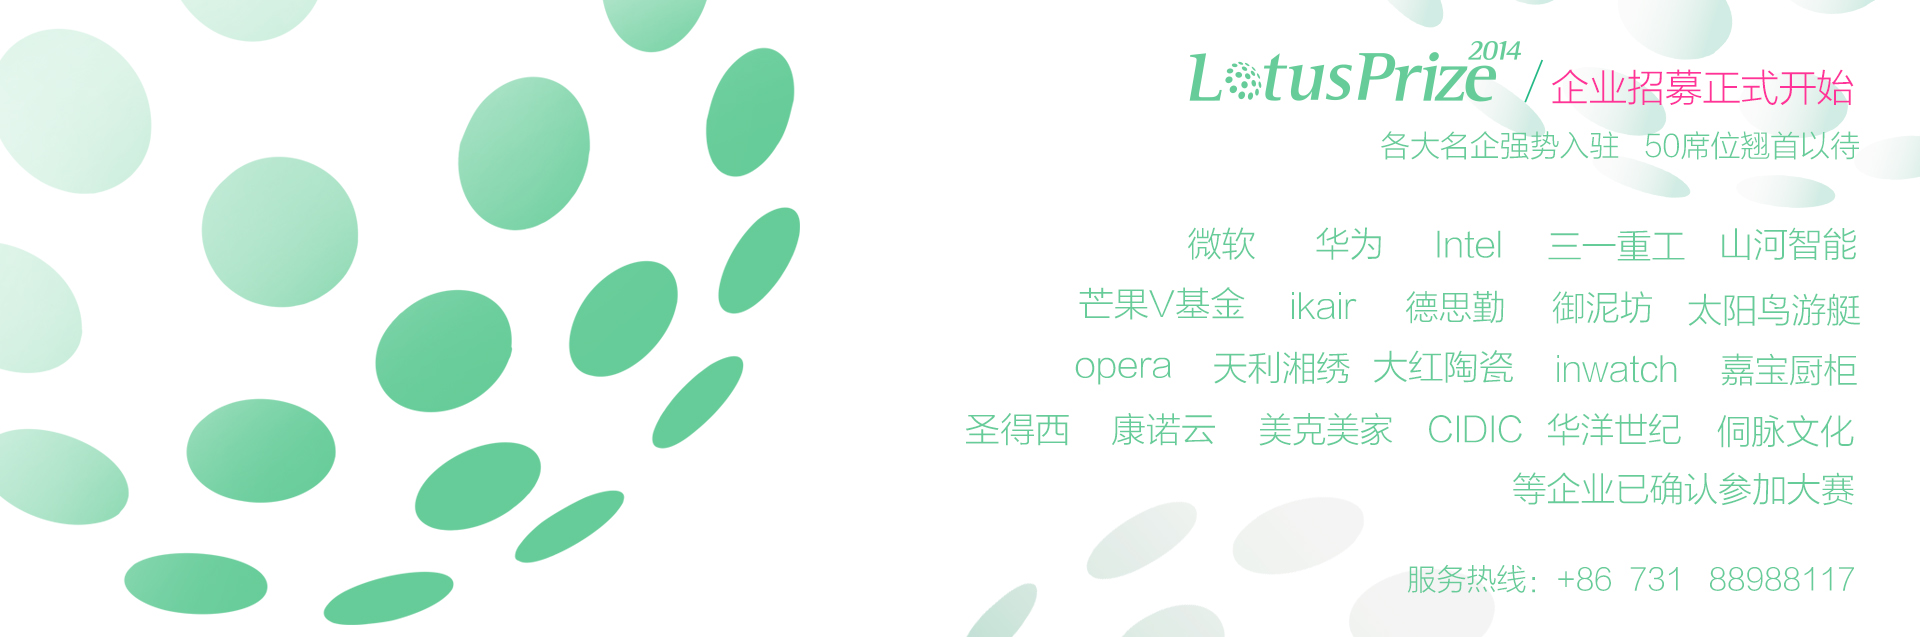 LotusPrize 2014 / 企业招募正式开始
各大名企强势入驻 50席位翘首以待
微软 华为 Intel 三一重工 山河智能
芒果V基金 ikair 德思勤 御泥坊 太阳鸟游艇
opera 天利湘绣 大红陶瓷 inwatch 嘉宝厨柜
圣得西 康诺云 美克美家 CIDIC 华洋世纪 侗脉文化
等企业已确认参加大赛
服务热线：+86 731 88988117